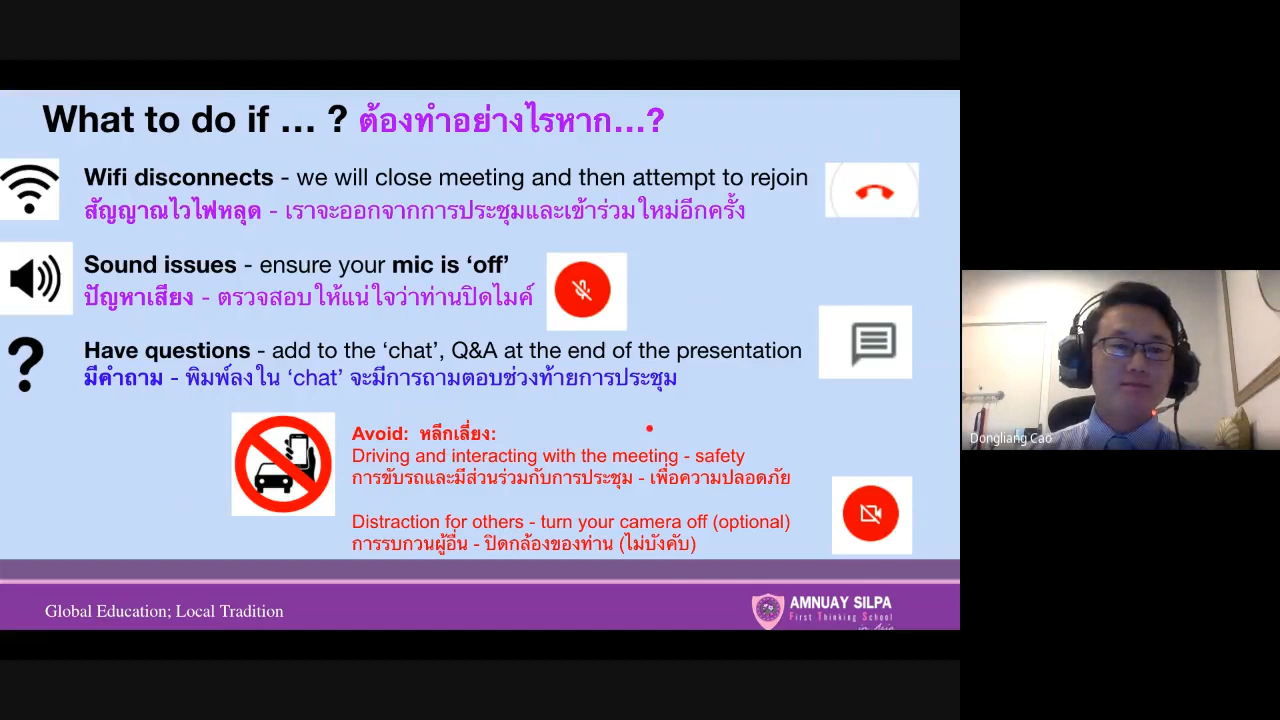 What to do if ... ? ต้องทำอย่างไรหาก...?
Wifi disconnects - we will close meeting and then attempt to rejoin
สัญญาณไวไฟหลุด - เราจะออกจากการประชุมและเข้าร่วมใหม่อีกครั้ง
Sound issues - ensure your mic is ‘off’
ปัญหาเสียง - ตรวจสอบให้แน่ใจว่าท่านปิดไมค์
Have questions - add to the ‘chat’, Q&A at the end of the presentation
มีคำถาม - พิมพ์ลงใน ‘chat’ จะมีการถามตอบช่วงท้ายการประชุม
Avoid: หลีกเลี่ยง:
Driving and interacting with the meeting - safety
การขับรถและมีส่วนร่วมกับการประชุม - เพื่อความปลอดภัย
Distraction for others - turn your camera off (optional)
การรบกวนผู้อื่น - ปิดกล้องของท่าน (ไม่บังคับ)
Global Education; Local Tradition
AMNUAY SILPA
First Thinking School
in Asia
Dongliang Cao